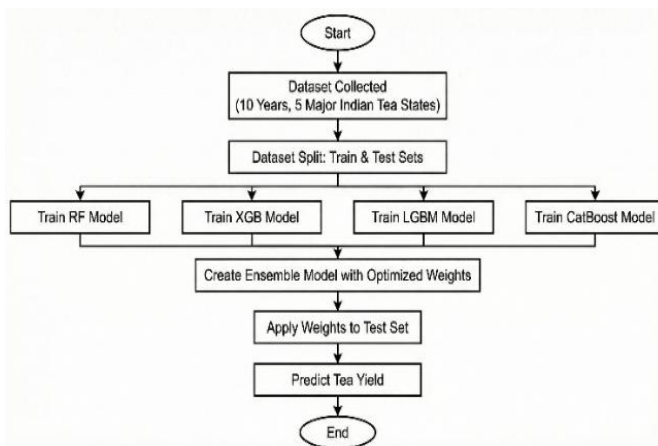 Start
Dataset Collected
(10 Years, 5 Major Indian Tea States)
Dataset Split: Train & Test Sets
Train RF Model
Train XGB Model
Train LGBM Model
Train CatBoost Model
Create Ensemble Model with Optimized Weights
Apply Weights to Test Set
Predict Tea Yield
End